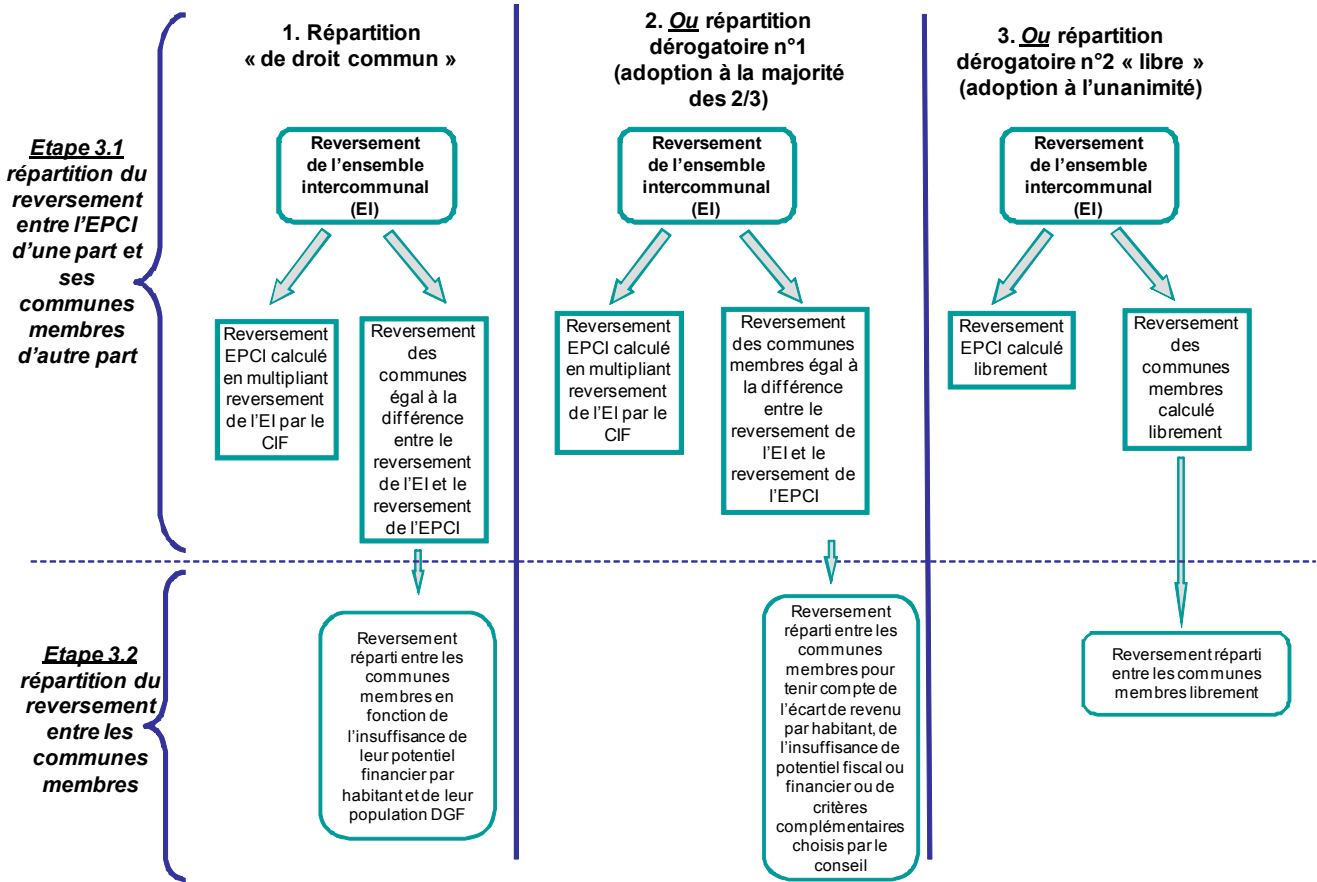 1. Répartition
« de droit commun »
2. Ou répartition
dérogatoire n°1
(adoption à la majorité
des 2/3)
3. Ou répartition
dérogatoire n°2 « libre »
(adoption à l'unanimité)
Etape 3.1
répartition du
reversement
entre l'EPCI
d'une part et
ses
communes
membres
d'autre part
Reversement
de l'ensemble
intercommunal
(EI)
Reversement
EPCI calculé
en multipliant
reversement
de l'EI par le
CIF
Reversement
des
communes
égal à la
différence
entre le
reversement
de l'EI et le
reversement
de l'EPCI
Reversement
de l'ensemble
intercommunal
(EI)
Reversement
EPCI calculé
en multipliant
reversement
de l'EI par le
CIF
Reversement
des communes
membres égal à
la différence
entre le
reversement de
l'EI et le
reversement de
l'EPCI
Reversement
de l'ensemble
intercommunal
(EI)
Reversement
EPCI calculé
librement
Reversement
des
communes
membres
calculé
librement
Etape 3.2
répartition du
reversement
entre les
communes
membres
Reversement
réparti entre les
communes
membres en
fonction de
l'insuffisance de
leur potentiel
financier par
habitant et de leur
population DGF
Reversement
réparti entre les
communes
membres pour
tenir compte de
l'écart de revenu
par habitant, de
l'insuffisance de
potentiel fiscal ou
financier ou de
critères
complémentaires
choisis par le
conseil
Reversement réparti
entre les communes
membres librement